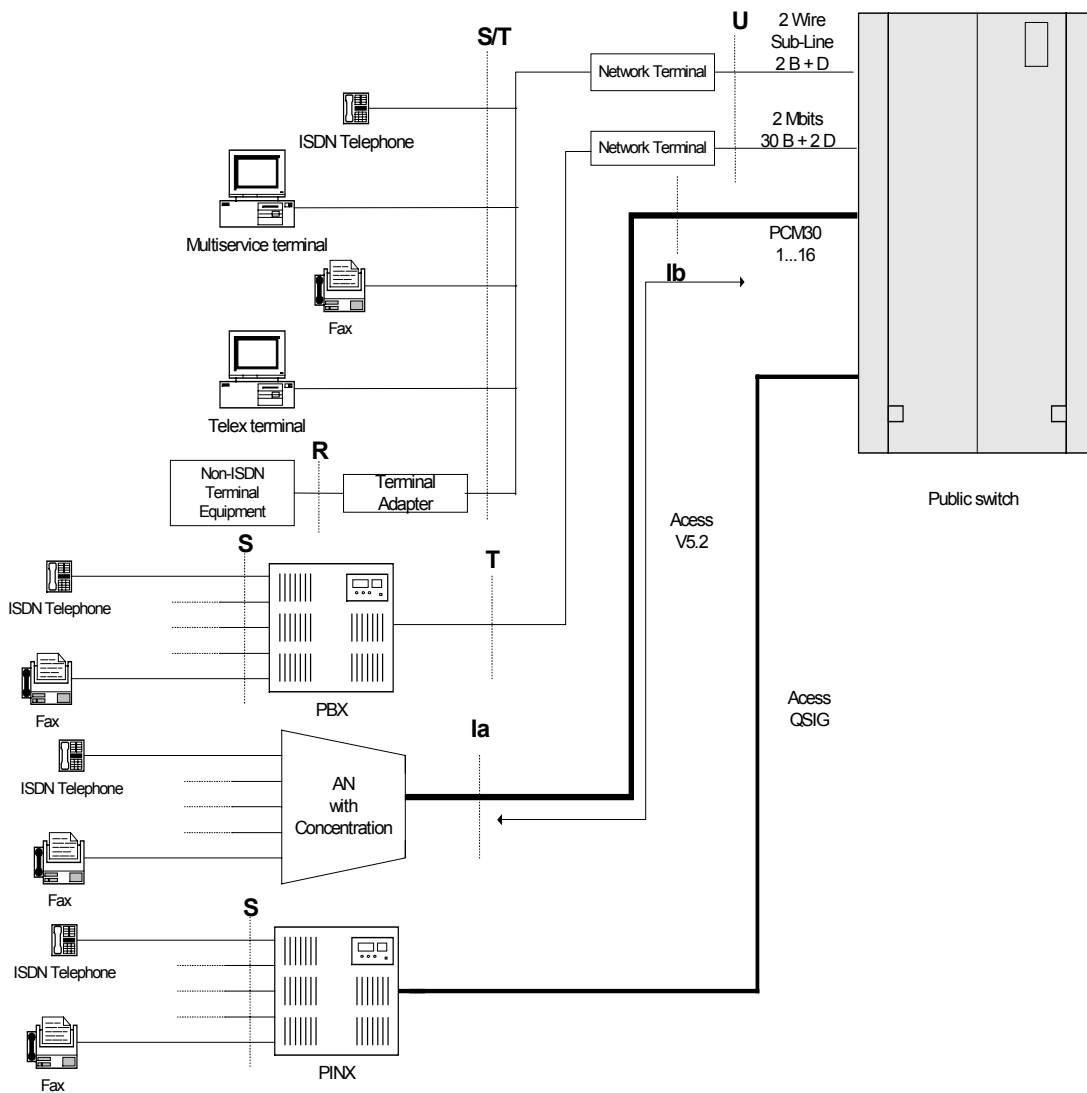 U
2 Wire
Sub-Line
2 B + D
S/T
Network Terminal
ISDN Telephone
2 Mbits
30 B + 2 D
Network Terminal
Multiservice terminal
PCM30
1...16
Ib
Fax
Telex terminal
R
Non-ISDN
Terminal
Equipment
Terminal
Adapter
Public switch
Acess
V5.2
S
T
ISDN Telephone
Fax
PBX
Acess
QSIG
Ia
ISDN Telephone
AN
with
Concentration
Fax
S
ISDN Telephone
Fax
PINX